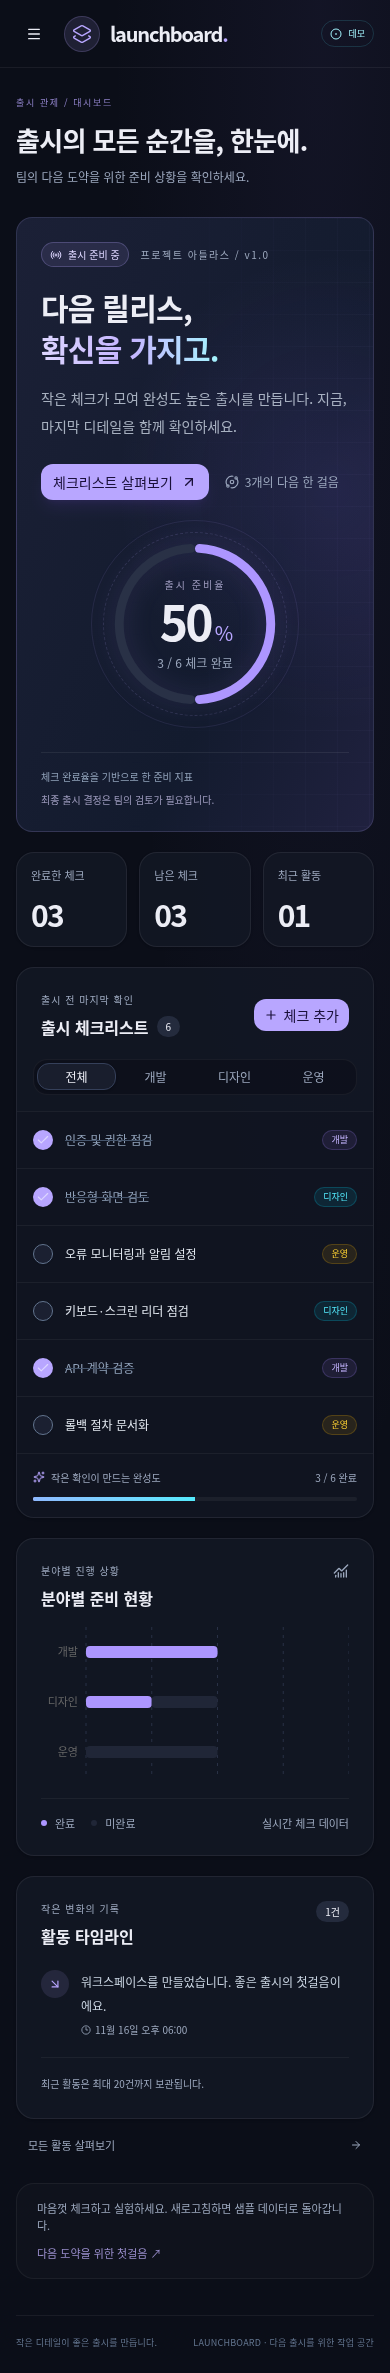 launchboard.
데모
출시 관제 / 대시보드
출시의 모든 순간을, 한눈에.
팀의 다음 도약을 위한 준비 상황을 확인하세요.
출시 준비 중
프로젝트 아틀라스 / v1.0
다음 릴리스,
확신을 가지고.
작은 체크가 모여 완성도 높은 출시를 만듭니다. 지금,
마지막 디테일을 함께 확인하세요.
체크리스트 살펴보기
3개의 다음 한 걸음
출시 준비율
50%
3 / 6 체크 완료
체크 완료율을 기반으로 한 준비 지표
최종 출시 결정은 팀의 검토가 필요합니다.
완료한 체크
03
남은 체크
03
최근 활동
01
출시 전 마지막 확인
출시 체크리스트 6
+ 체크 추가
전체 개발 디자인 운영
인증 및 권한 점검 개발
반응형 화면 검토 디자인
오류 모니터링과 알림 설정 운영
키보드·스크린 리더 점검 디자인
API 계약 검증 개발
롤백 절차 문서화 운영
작은 확인이 만드는 완성도 3 / 6 완료
분야별 진행 상황
분야별 준비 현황
개발
디자인
운영
완료 미완료 실시간 체크 데이터
작은 변화의 기록
활동 타임라인
1건
워크스페이스를 만들었습니다. 좋은 출시의 첫걸음이
에요.
11월 16일 오후 06:00
최근 활동은 최대 20건까지 보관됩니다.
모든 활동 살펴보기 →
마음껏 체크하고 실험하세요. 새로고침하면 샘플 데이터로 돌아갑니
다.
다음 도약을 위한 첫걸음 ↗
작은 디테일이 좋은 출시를 만듭니다.
LAUNCHBOARD · 다음 출시를 위한 작업 공간